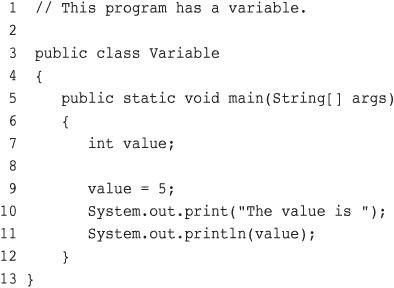 1 // This program has a variable.
2
3 public class Variable
4 {
5 public static void main(String[] args)
6 {
7 int value;
8
9 value = 5;
10 System.out.print("The value is ");
11 System.out.println(value);
12 }
13 }